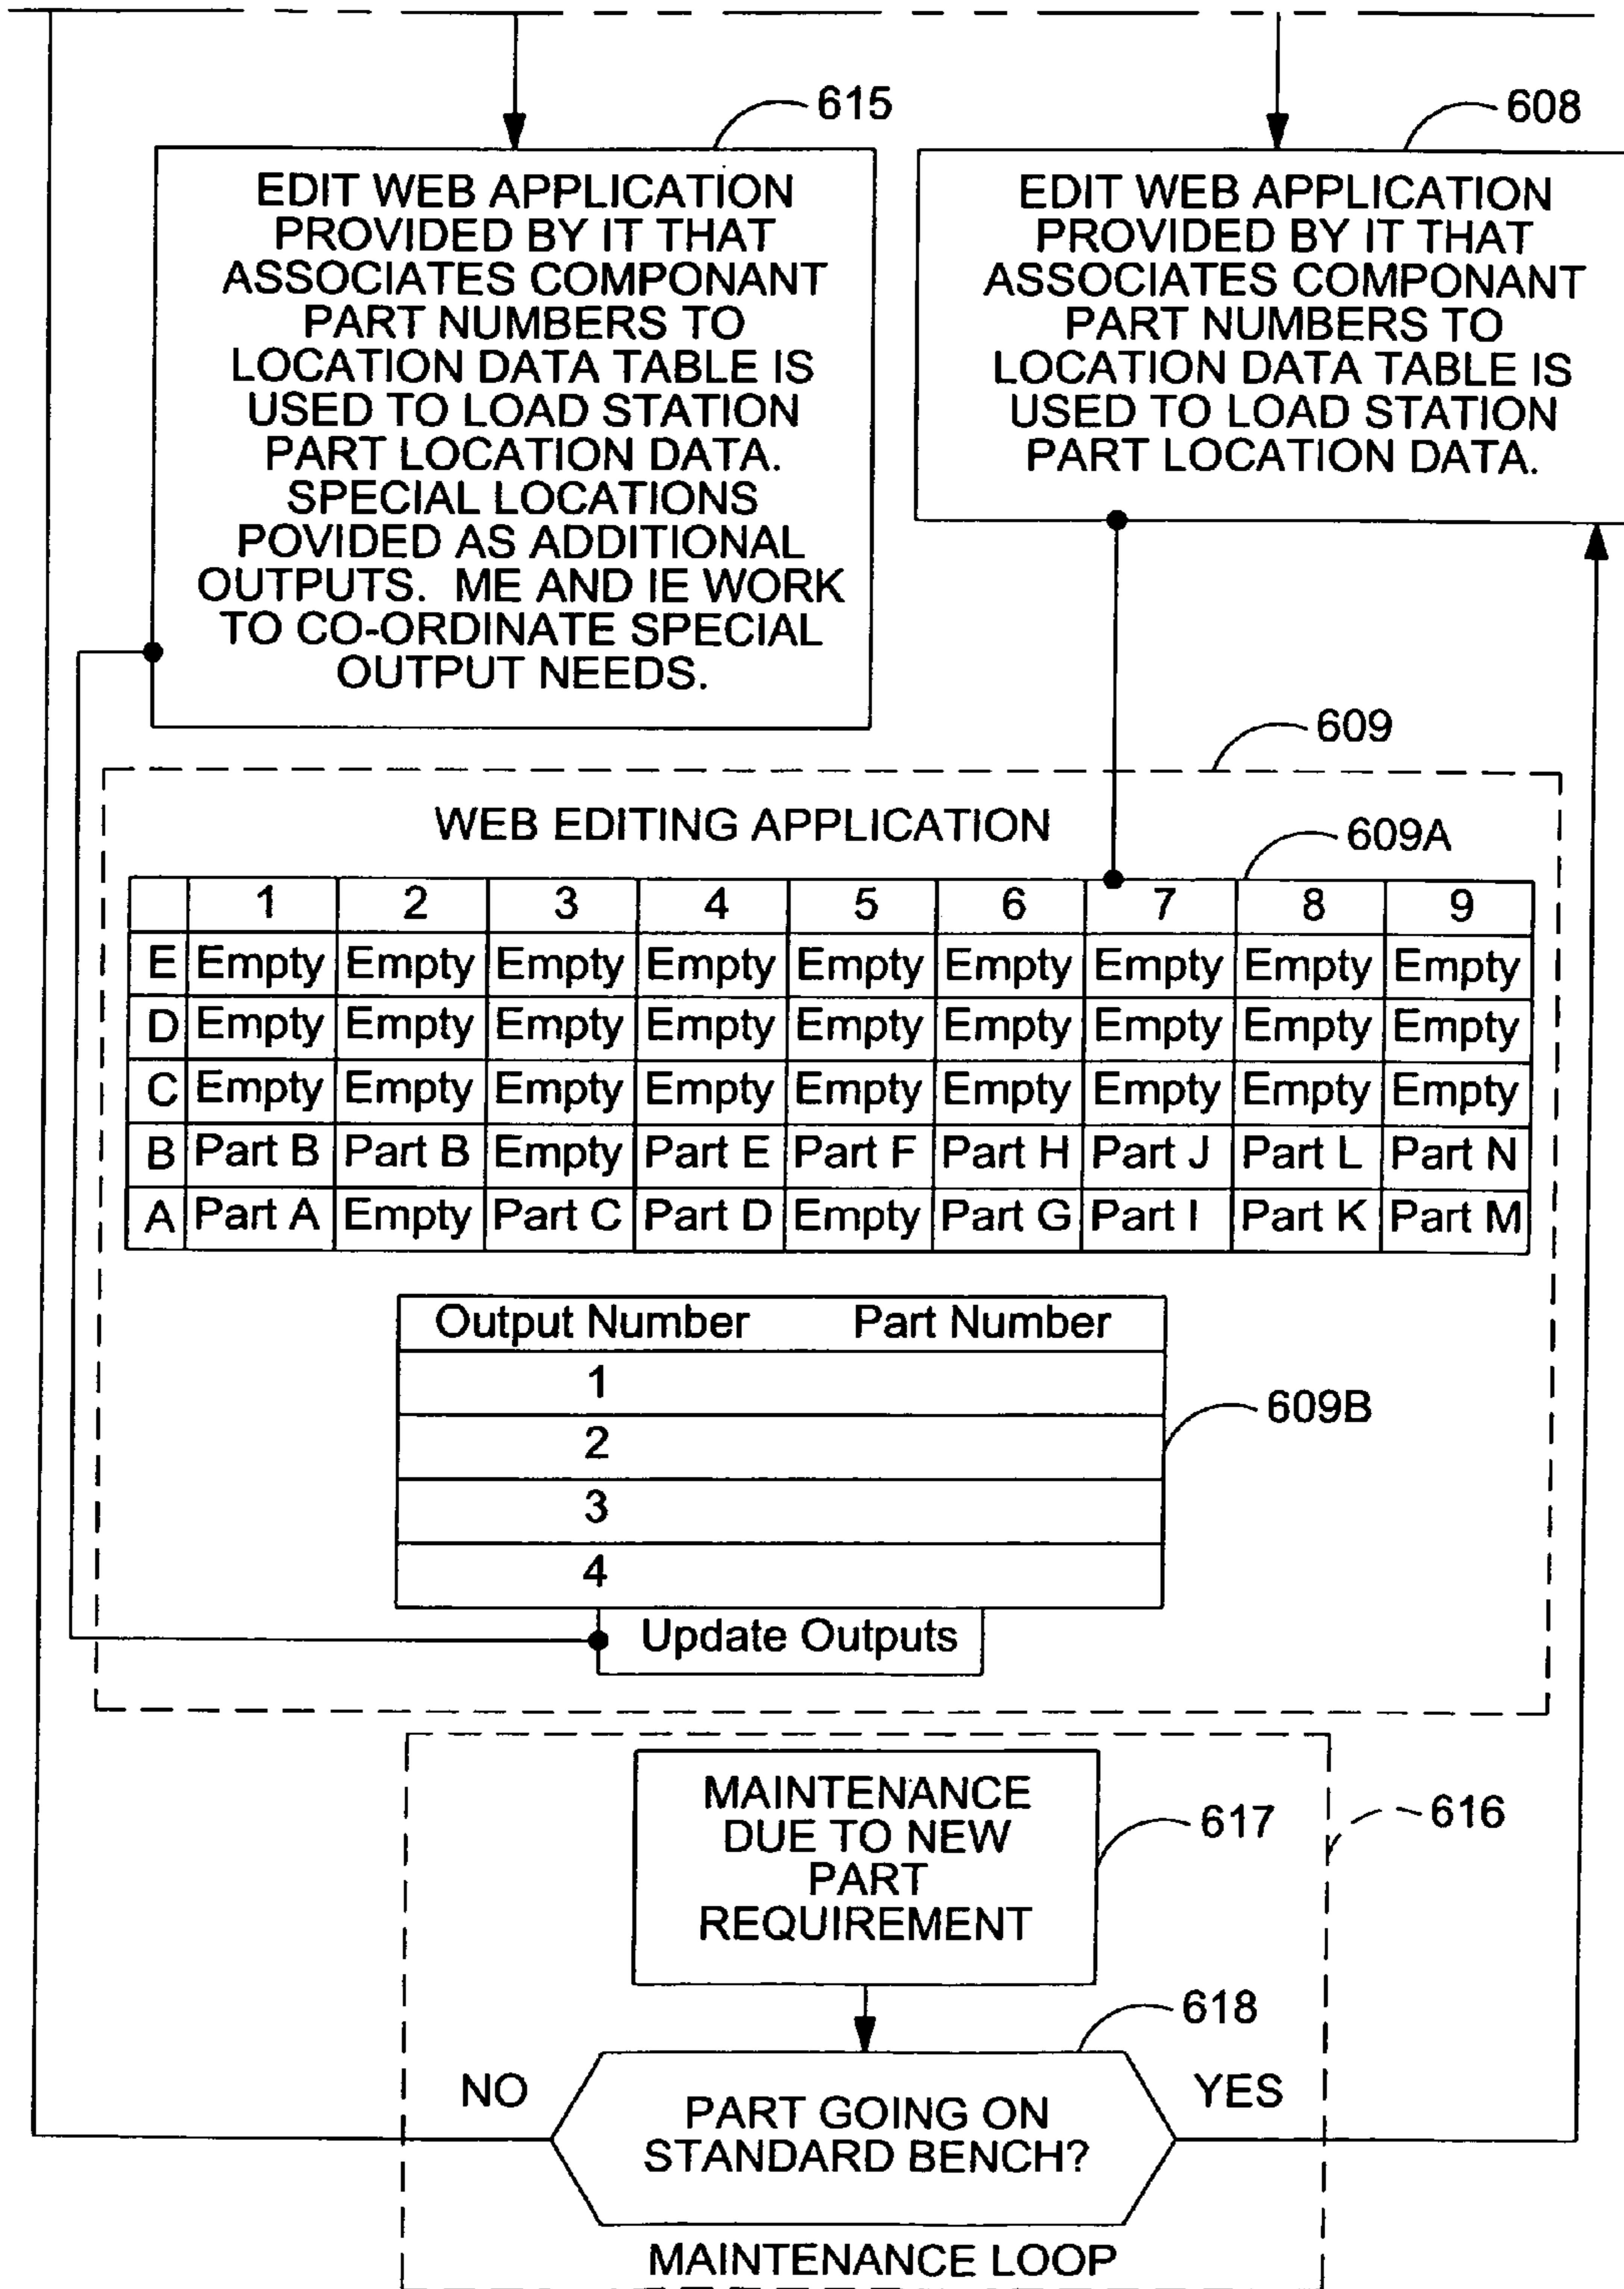 615
EDIT WEB APPLICATION
PROVIDED BY IT THAT
ASSOCIATES COMPONANT
PART NUMBERS TO
LOCATION DATA TABLE IS
USED TO LOAD STATION
PART LOCATION DATA.
SPECIAL LOCATIONS
POVIDED AS ADDITIONAL
OUTPUTS. ME AND IE WORK
TO CO-ORDINATE SPECIAL
OUTPUT NEEDS.
608
EDIT WEB APPLICATION
PROVIDED BY IT THAT
ASSOCIATES COMPONANT
PART NUMBERS TO
LOCATION DATA TABLE IS
USED TO LOAD STATION
PART LOCATION DATA.
609
WEB EDITING APPLICATION
609A
1 2 3 4 5 6 7 8 9
E Empty Empty Empty Empty Empty Empty Empty Empty Empty
D Empty Empty Empty Empty Empty Empty Empty Empty Empty
C Empty Empty Empty Empty Empty Empty Empty Empty Empty
B Part B Part B Empty Part E Part F Part H Part J Part L Part N
A Part A Empty Part C Part D Empty Part G Part I Part K Part M
Output Number Part Number
1
2
3
4
609B
Update Outputs
MAINTENANCE
DUE TO NEW
PART
REQUIREMENT
617
616
618
NO
YES
PART GOING ON
STANDARD BENCH?
MAINTENANCE LOOP